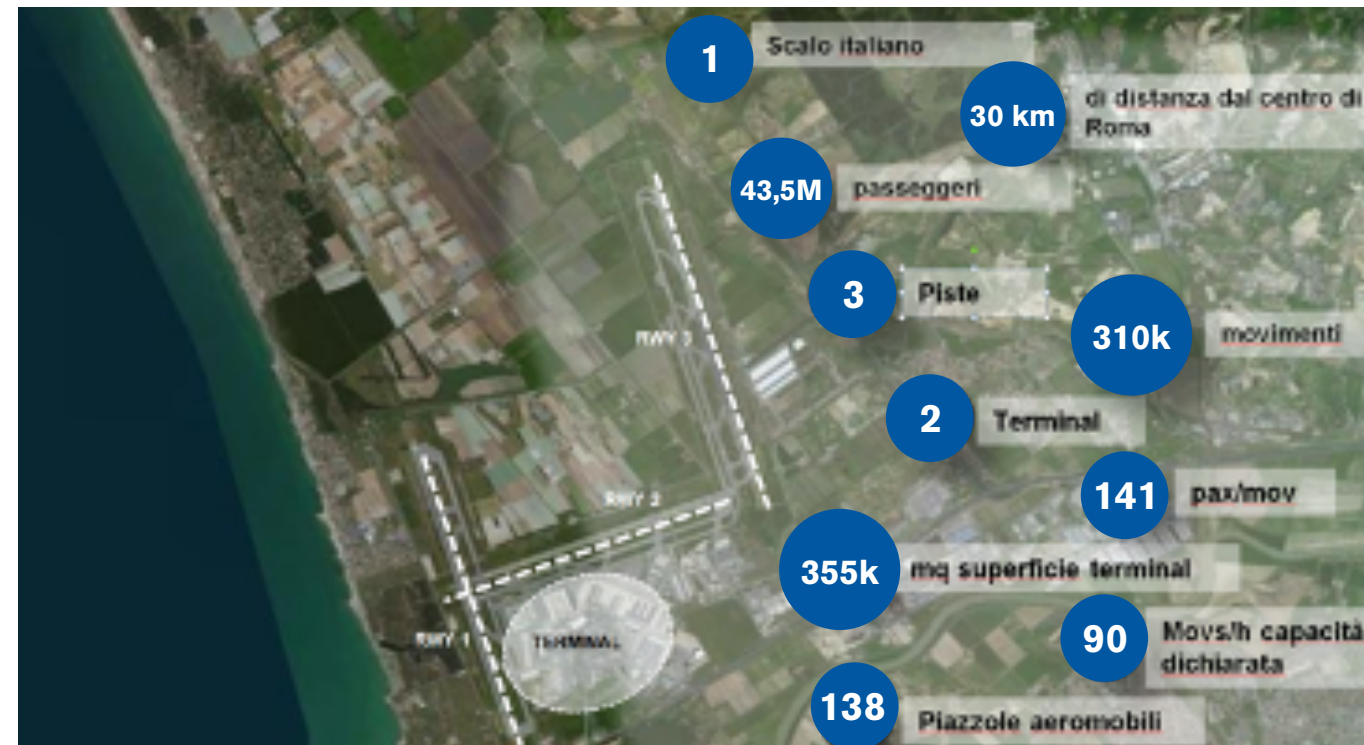 1
Scalo italiano
30 km
di distanza dal centro di
Roma
43,5M
passeggeri
3
Piste
310k
movimenti
RWY 3
2
Terminal
141
pax/mov
RWY 2
355k
mq superficie terminal
90
Movs/h capacità
dichiarata
RWY 1
TERMINAL
138
Piazzole aeromobili